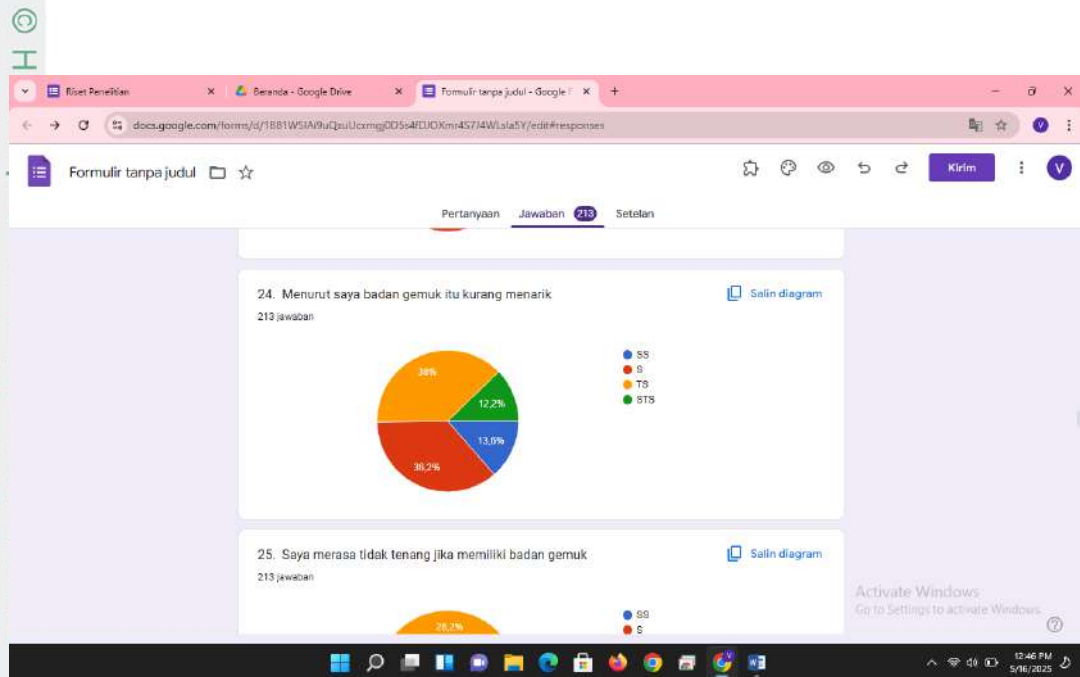 ©
H
Riset Penelitian
Beranda - Google Drive
Formulir tanpa judul - Google F
Formulir tanpa judul
Kirim
V
Pertanyaan Jawaban 213 Setelan
24. Menurut saya badan gemuk itu kurang menarik
Salin diagram
213 jawaban
SS
S
TS
STS
38%
12,2%
13,6%
36,2%
25. Saya merasa tidak tenang jika memiliki badan gemuk
Salin diagram
213 jawaban
SS
S
28,2%
Activate Windows
Go to Settings to activate Windows.
12:46 PM
5/16/2025